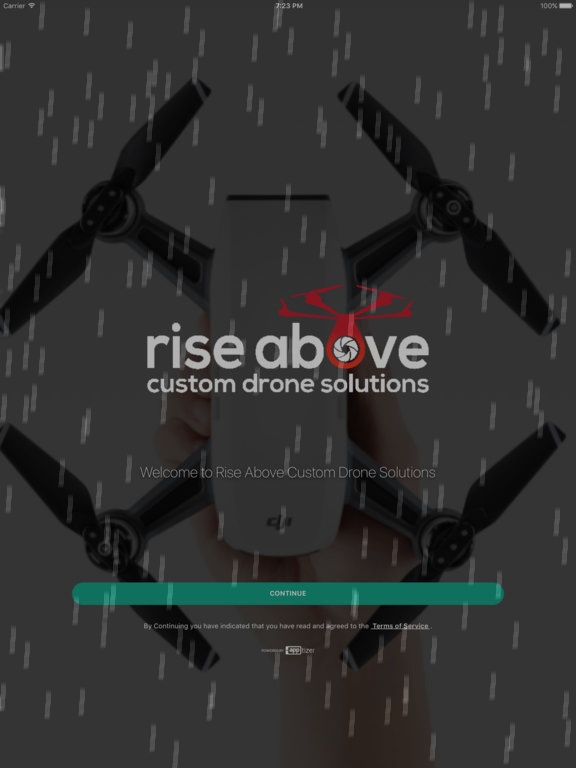 Carrier 7:23 PM 100%
rise above
custom drone solutions
Welcome to Rise Above Custom Drone Solutions
dji
CONTINUE
By Continuing you have indicated that you have read and agreed to the Terms of Service.
POWERED BY apptizer